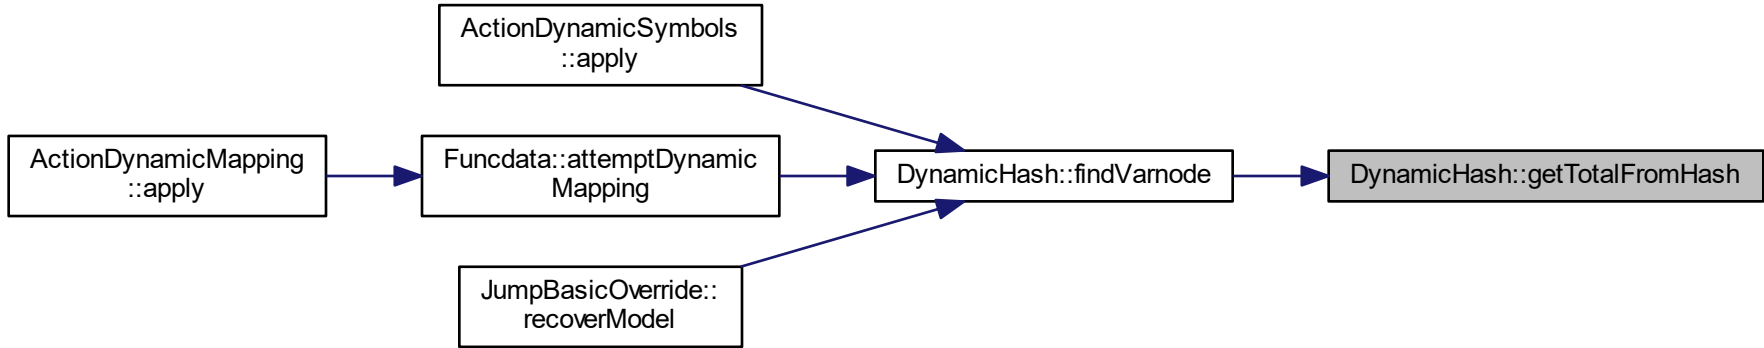 ActionDynamicSymbols
::apply
ActionDynamicMapping
::apply
Funcdata::attemptDynamic
Mapping
DynamicHash::findVarnode
DynamicHash::getTotalFromHash
JumpBasicOverride::
recoverModel